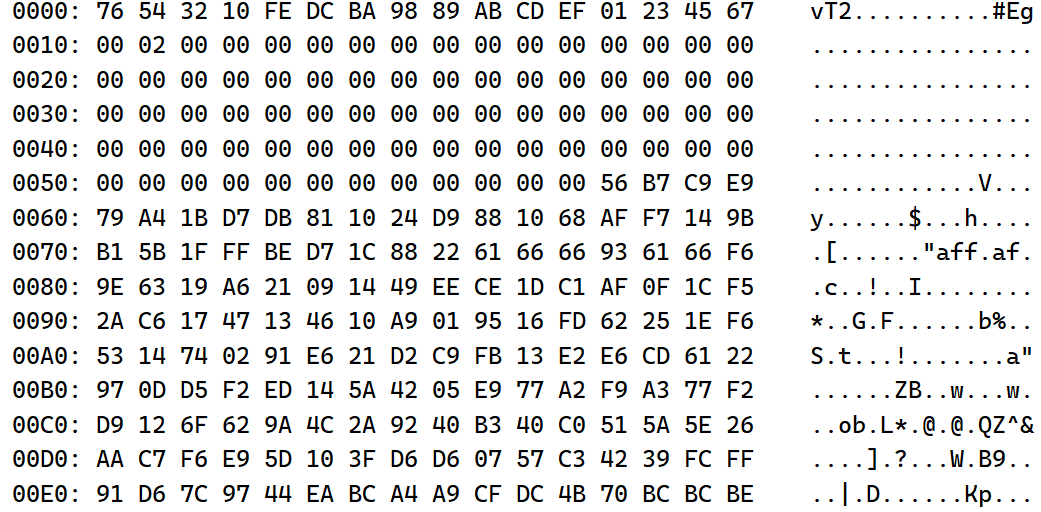 0000: 76 54 32 10 FE DC BA 98 89 AB CD EF 01 23 45 67 vT2..........#Eg
0010: 00 02 00 00 00 00 00 00 00 00 00 00 00 00 00 00 ................
0020: 00 00 00 00 00 00 00 00 00 00 00 00 00 00 00 00 ................
0030: 00 00 00 00 00 00 00 00 00 00 00 00 00 00 00 00 ................
0040: 00 00 00 00 00 00 00 00 00 00 00 00 00 00 00 00 ................
0050: 00 00 00 00 00 00 00 00 00 00 00 00 56 B7 C9 E9 ............V...
0060: 79 A4 1B D7 DB 81 10 24 D9 88 10 68 AF F7 14 9B y......$...h....
0070: B1 5B 1F FF BE D7 1C 88 22 61 66 66 93 61 66 F6 .[......"aff.af.
0080: 9E 63 19 A6 21 09 14 49 EE CE 1D C1 AF 0F 1C F5 .c..!..I........
0090: 2A C6 17 47 13 46 10 A9 01 95 16 FD 62 25 1E F6 *..G.F......b%..
00A0: 53 14 74 02 91 E6 21 D2 C9 FB 13 E2 E6 CD 61 22 S.t...!.......a"
00B0: 97 0D D5 F2 ED 14 5A 42 05 E9 77 A2 F9 A3 77 F2 ......ZB..w...w.
00C0: D9 12 6F 62 9A 4C 2A 92 40 B3 40 C0 51 5A 5E 26 ..ob.L*.@.@.QZ^&
00D0: AA C7 F6 E9 5D 10 3F D6 D6 07 57 C3 42 39 FC FF ....].?...W.B9..
00E0: 91 D6 7C 97 44 EA BC A4 A9 CF DC 4B 70 BC BC BE ..|.D......Kp...